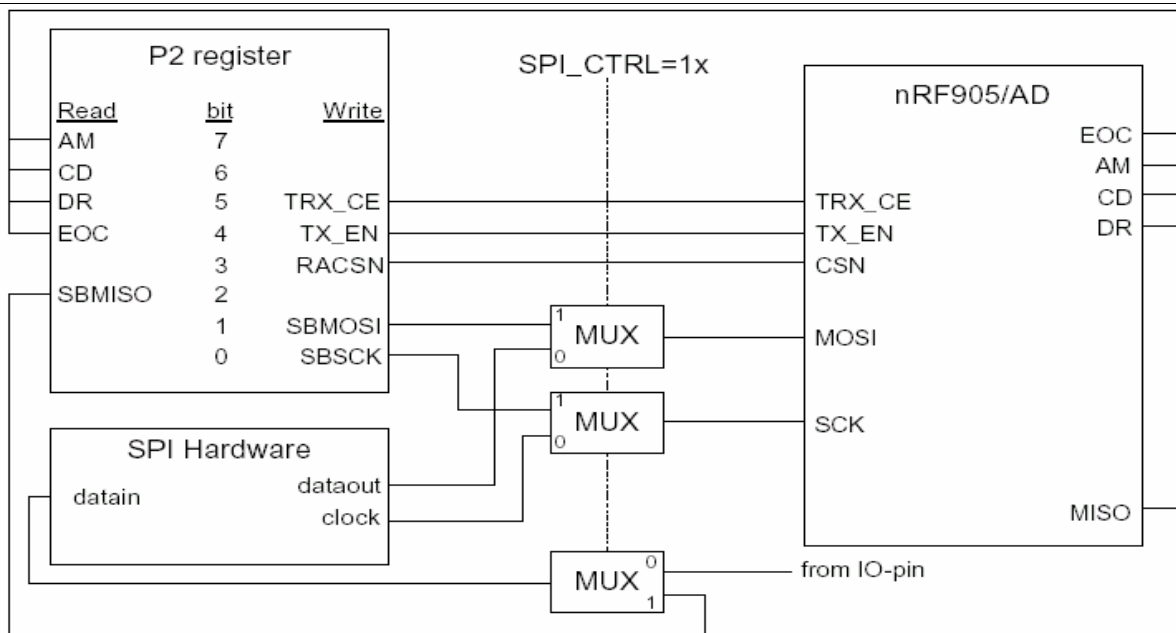 P2 register
Read bit Write
AM 7
CD 6
DR 5 TRX_CE
EOC 4 TX_EN
3 RACSN
SBMISO 2
1 SBMOSI
0 SBSCK
SPI Hardware
dataout
datain
clock
SPI_CTRL=1x
1
MUX
0
1
MUX
0
0
MUX
1
from IO-pin
nRF905/AD
EOC
AM
CD
DR
TRX_CE
TX_EN
CSN
MOSI
SCK
MISO